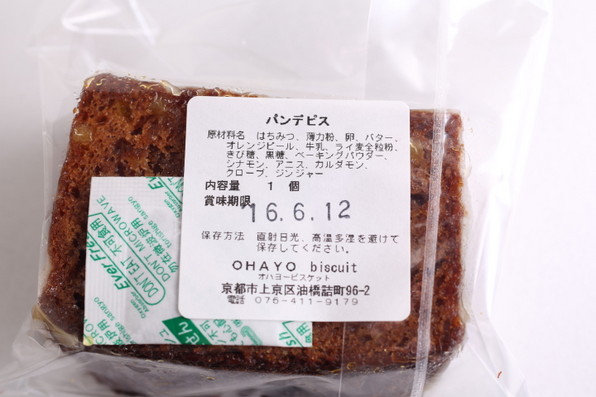 パンデピス
原材料名 はちみつ、薄力粉、卵、バター、
オレンジピール、牛乳、ライ麦全粒粉、
きび糖、黒糖、ベーキングパウダー、
シナモン、アニス、カルダモン、
クローブ、ジンジャー
内容量 1 個
賞味期限 16.6.12
保存方法 直射日光、高温多湿を避けて
保存してください。
OHAYO biscuit
オハヨービスケット
京都市上京区油橋詰町96-2
電話 075-411-9179
Ever Fresh
DON'T EAT 不可食用
DON'T MICROWAVE